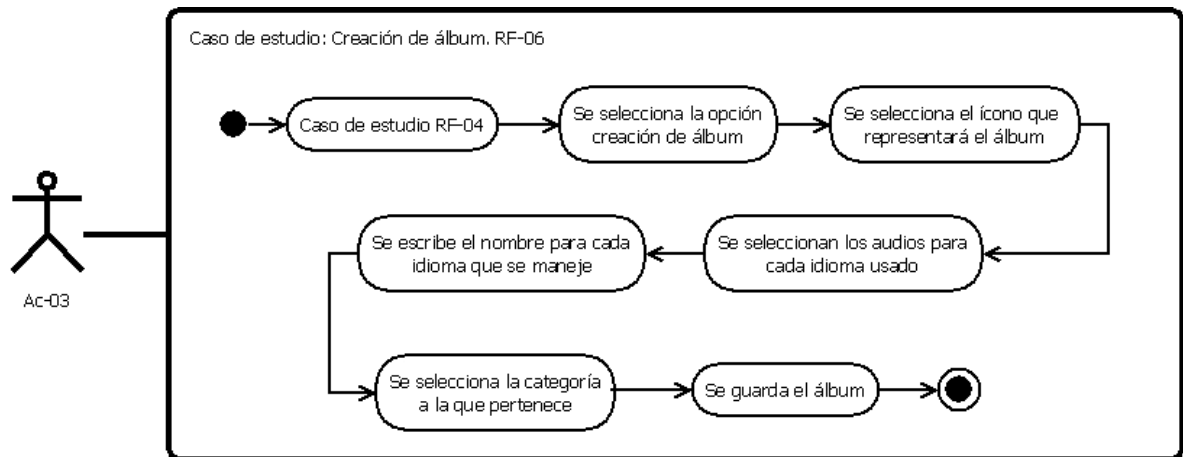 Caso de estudio: Creación de álbum. RF-06
Caso de estudio RF-04
Se selecciona la opción
creación de álbum
Se selecciona el ícono que
representará el álbum
Se seleccionan los audios para
cada idioma usado
Se escribe el nombre para cada
idioma que se maneje
Se selecciona la categoría
a la que pertenece
Se guarda el álbum
Ac-03